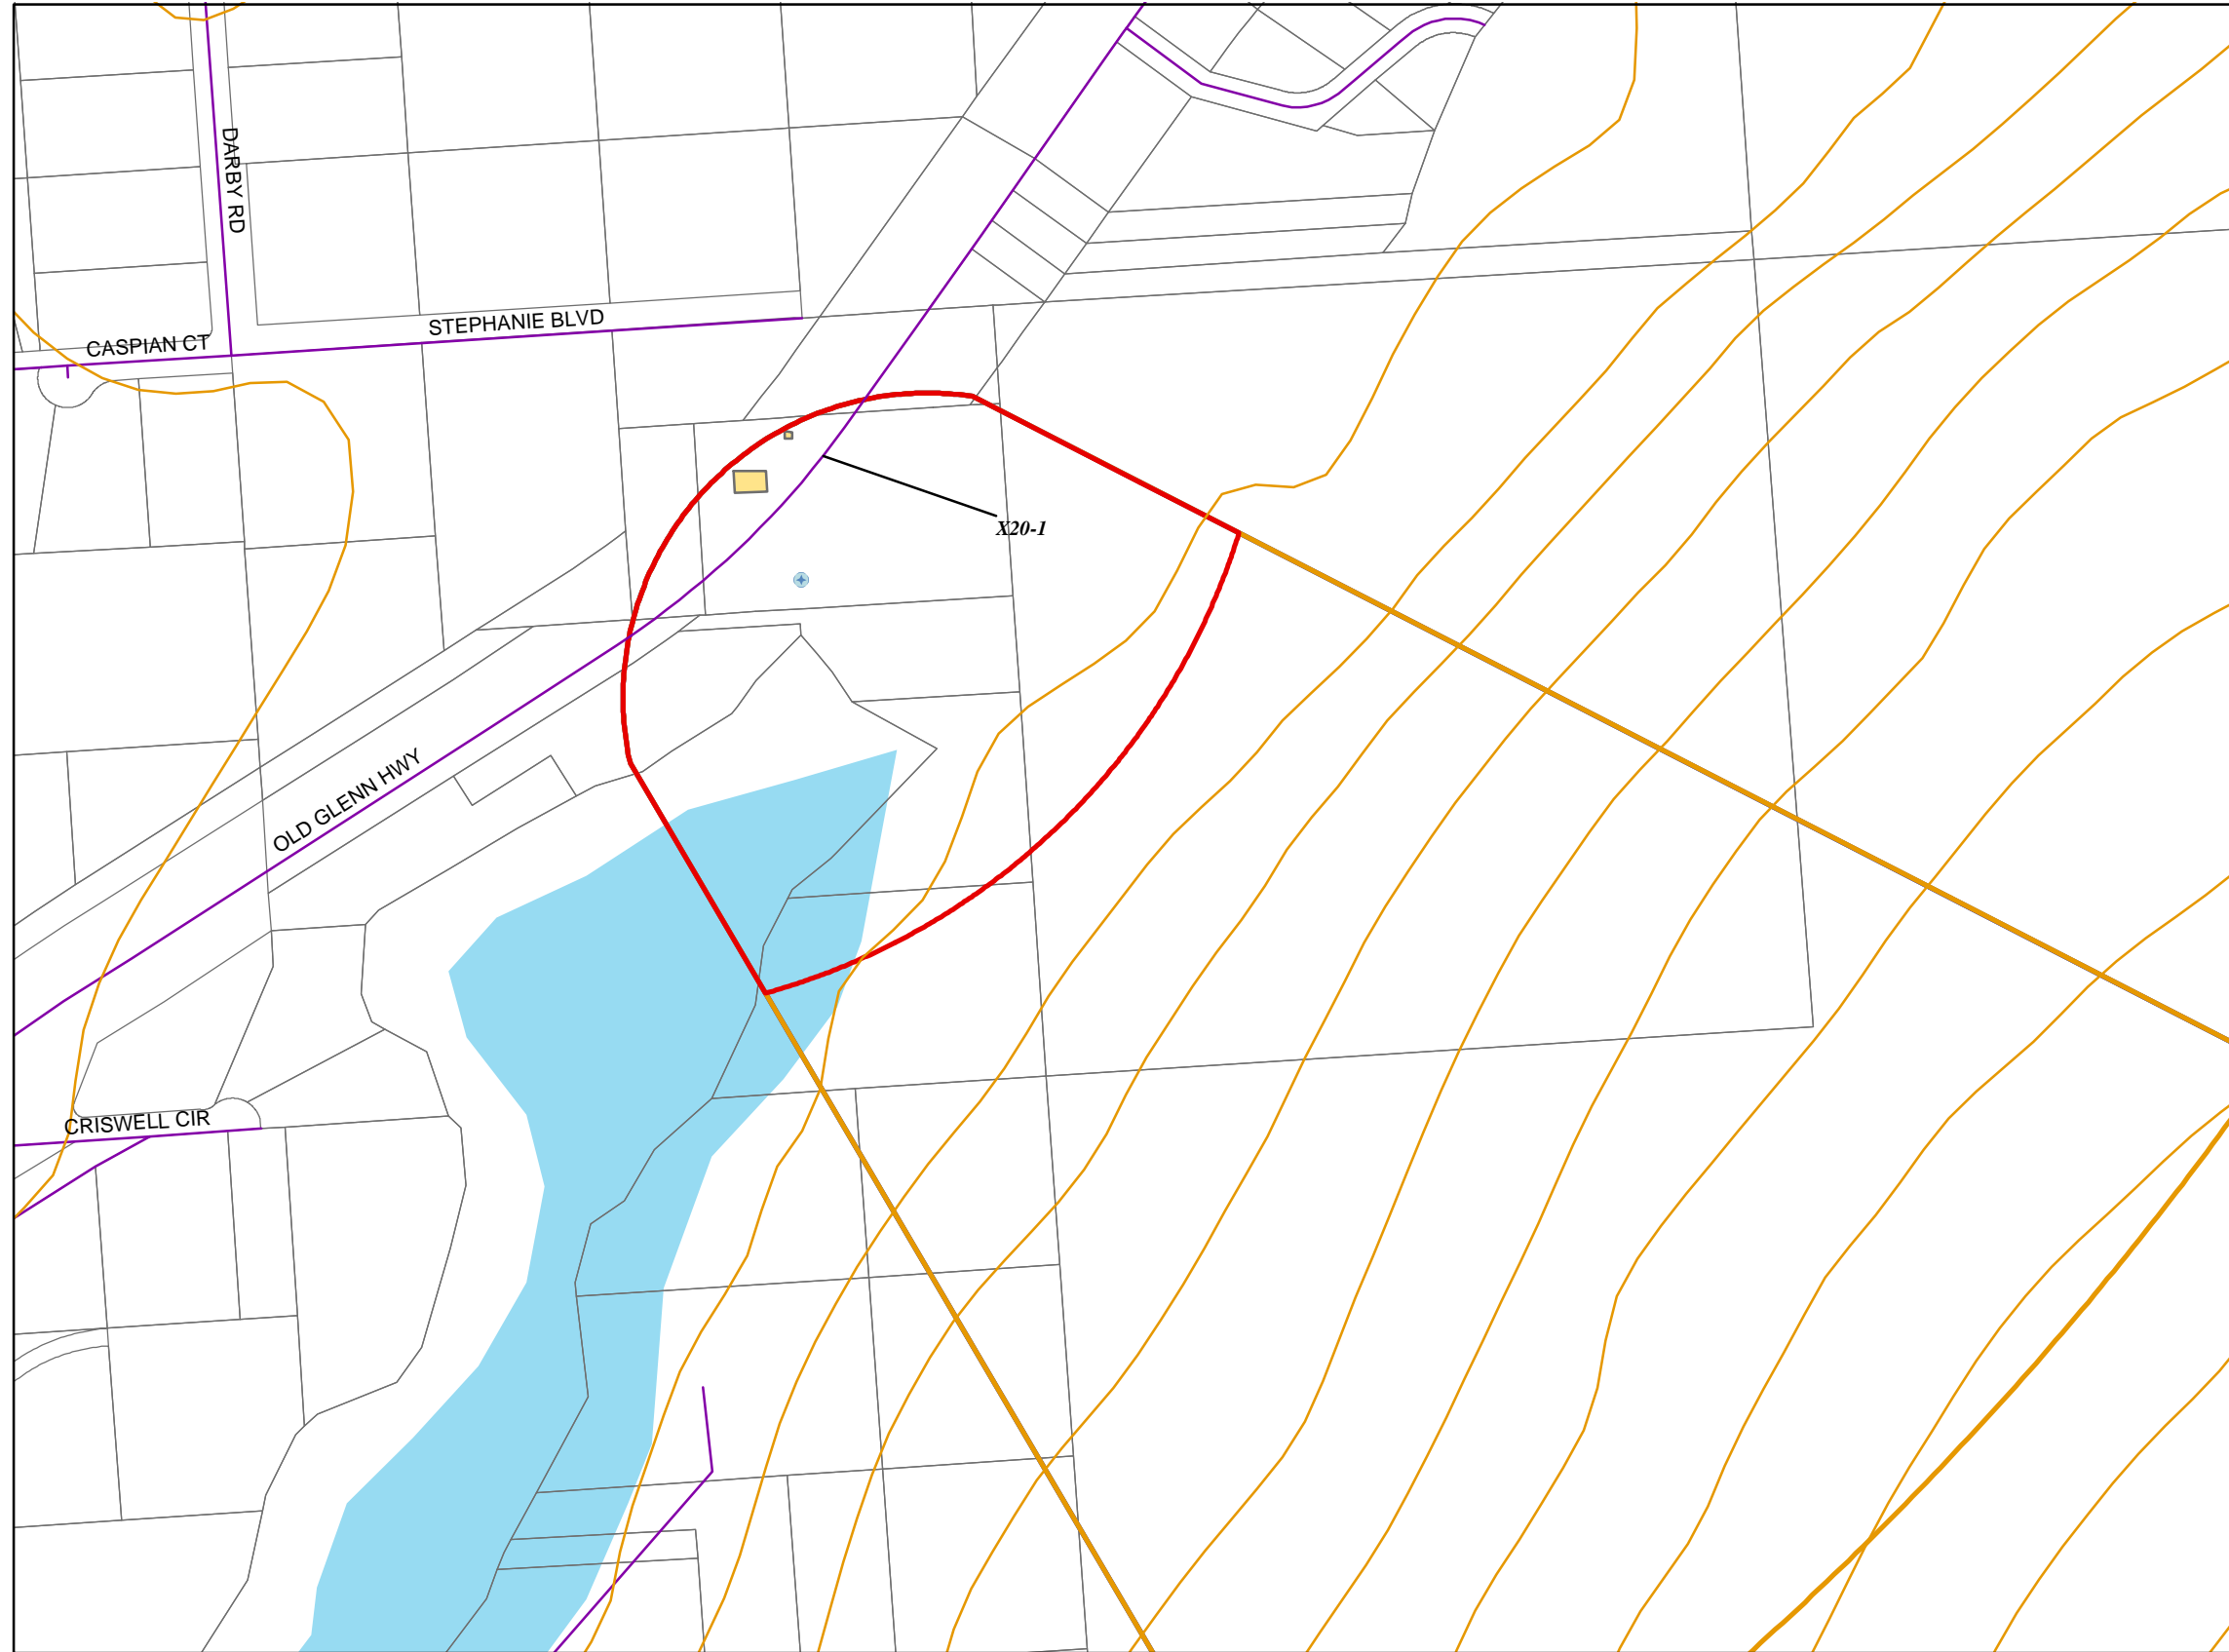 DARBY RD
STEPHANIE BLVD
CASPIAN CT
X20-1
OLD GLENN HWY
CRISWELL CIR